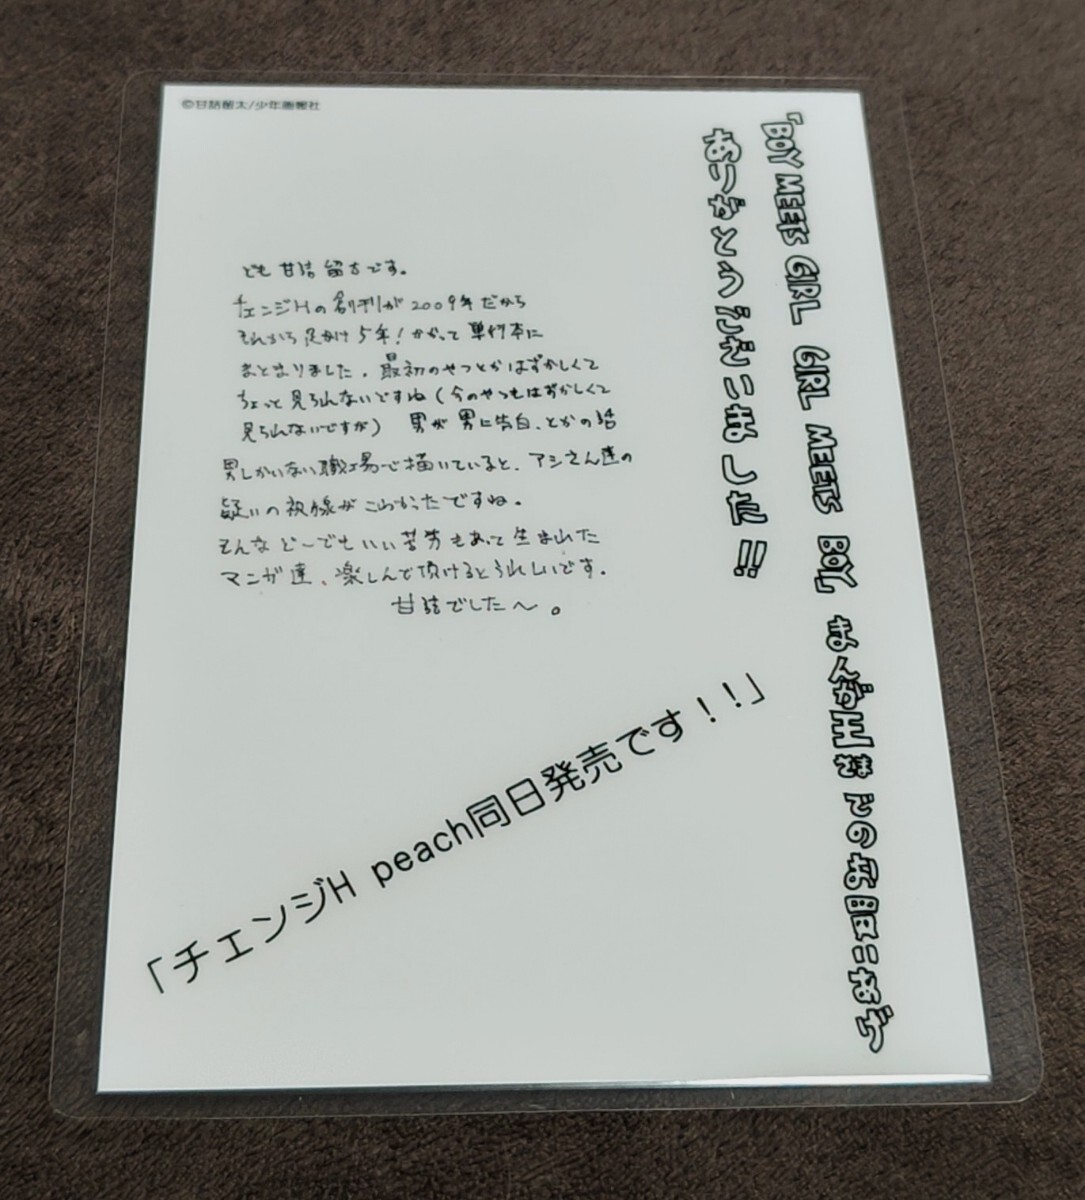 ©甘詰留太/少年画報社
「BOY MEETS GIRL GIRL MEETS BOY」 まんが王さまでのお買いあげ
ありがとうございました!!
ども 甘詰 留太です。
チェンジHの創刊が2009年だから
それから足かけ5年!かかって 単行本に
まとまりました。最初のやつとかはずかしくて
ちょっと見られないですね(今のやつもはずかしくて
見られないですが) 男が男に告白、とかの話
男しかいない職場で描いていると、アシさん達の
疑いの視線がこわかったですね。
そんなどーでもいい苦労もあって生まれた
マンガ達、楽しんで頂けるとうれしいです。
甘詰でした〜。
「チェンジH peach同日発売です!!」